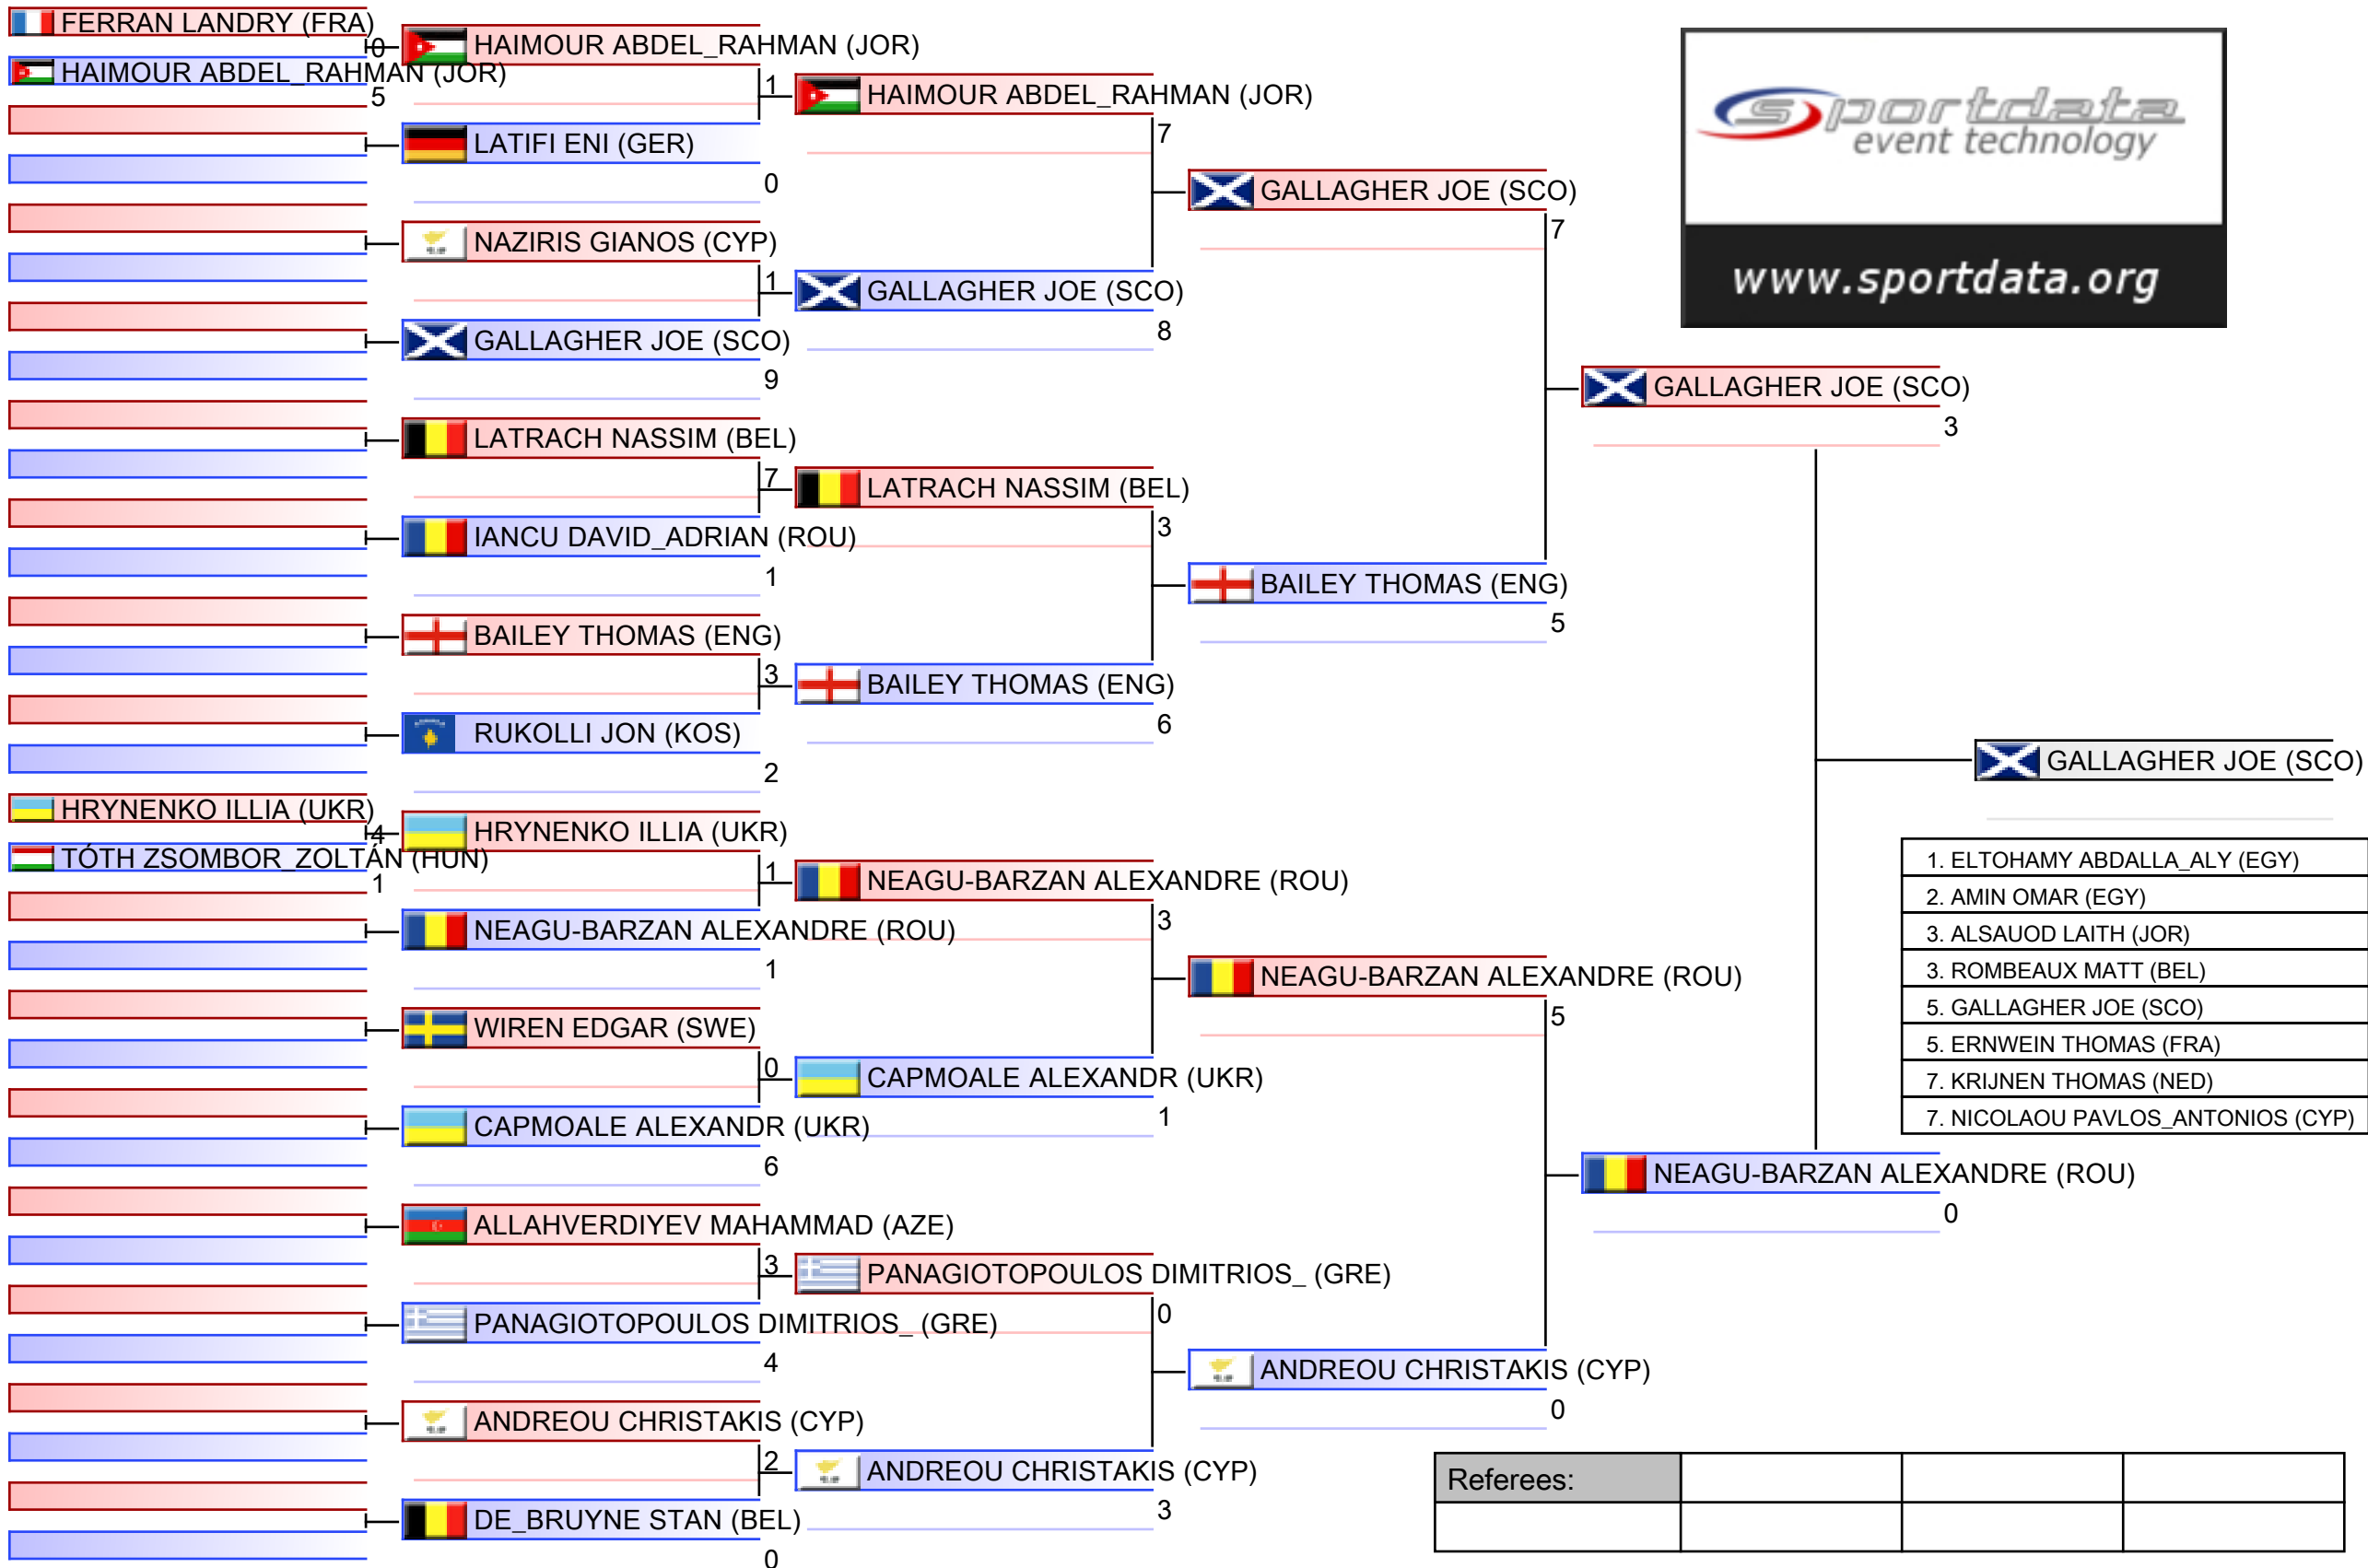 FERRAN LANDRY (FRA)
0
HAIMOUR ABDEL_RAHMAN (JOR)
5
HRYNENKO ILLIA (UKR)
4
TÓTH ZSOMBOR_ZOLTÁN (HUN)
1
HAIMOUR ABDEL_RAHMAN (JOR)
1
LATIFI ENI (GER)
0
NAZIRIS GIANOS (CYP)
1
GALLAGHER JOE (SCO)
9
LATRACH NASSIM (BEL)
7
IANCU DAVID_ADRIAN (ROU)
1
BAILEY THOMAS (ENG)
3
RUKOLLI JON (KOS)
2
HRYNENKO ILLIA (UKR)
1
NEAGU-BARZAN ALEXANDRE (ROU)
1
WIREN EDGAR (SWE)
0
CAPMOALE ALEXANDR (UKR)
6
ALLAHVERDIYEV MAHAMMAD (AZE)
3
PANAGIOTOPOULOS DIMITRIOS_ (GRE)
4
ANDREOU CHRISTAKIS (CYP)
2
DE_BRUYNE STAN (BEL)
0
HAIMOUR ABDEL_RAHMAN (JOR)
7
GALLAGHER JOE (SCO)
8
LATRACH NASSIM (BEL)
3
BAILEY THOMAS (ENG)
6
NEAGU-BARZAN ALEXANDRE (ROU)
3
CAPMOALE ALEXANDR (UKR)
1
PANAGIOTOPOULOS DIMITRIOS_ (GRE)
0
ANDREOU CHRISTAKIS (CYP)
3
GALLAGHER JOE (SCO)
7
BAILEY THOMAS (ENG)
5
NEAGU-BARZAN ALEXANDRE (ROU)
5
ANDREOU CHRISTAKIS (CYP)
0
GALLAGHER JOE (SCO)
3
NEAGU-BARZAN ALEXANDRE (ROU)
0
GALLAGHER JOE (SCO)
sportdata
event technology
www.sportdata.org
1. ELTOHAMY ABDALLA_ALY (EGY)
2. AMIN OMAR (EGY)
3. ALSAUOD LAITH (JOR)
3. ROMBEAUX MATT (BEL)
5. GALLAGHER JOE (SCO)
5. ERNWEIN THOMAS (FRA)
7. KRIJNEN THOMAS (NED)
7. NICOLAOU PAVLOS_ANTONIOS (CYP)
Referees: